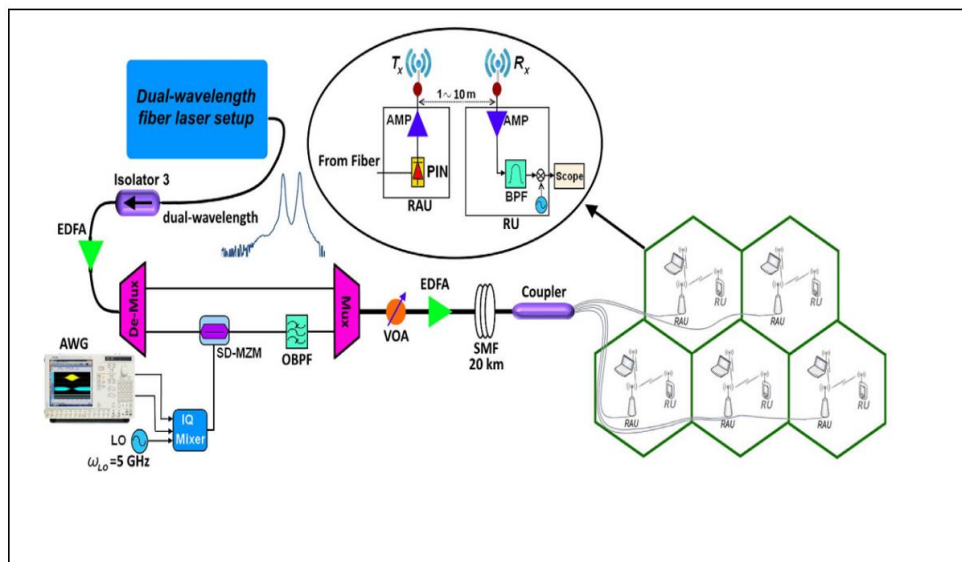 Dual-wavelength
fiber laser setup
Isolator 3
dual-wavelength
EDFA
De-Mux
SD-MZM
OBPF
Mux
AWG
IQ
Mixer
LO
ωLO=5 GHz
VOA
EDFA
SMF
20 km
Coupler
Tx
Rx
1~10 m
AMP
AMP
From Fiber
PIN
RAU
BPF
Scope
RU
RU
RAU
RU
RAU
RU
RAU
RU
RAU
RU
RAU